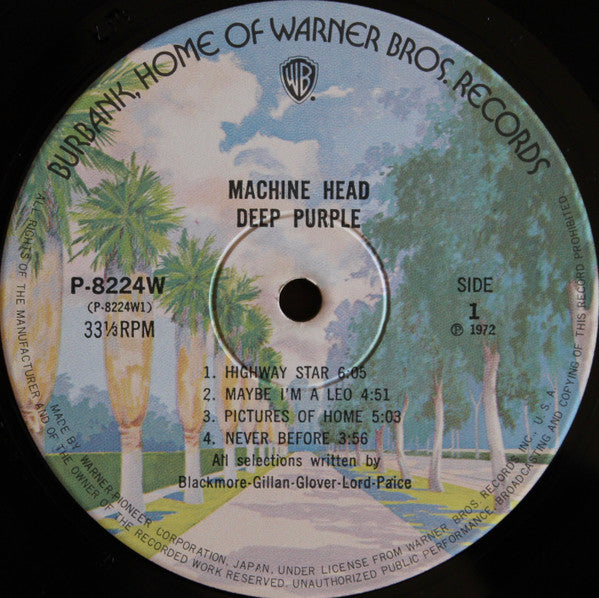 BURBANK, HOME OF WARNER BROS. RECORDS
WB
MACHINE HEAD
DEEP PURPLE
P-8224W
(P-8224W1)
33⅓RPM
SIDE
1
Ⓟ 1972
1. HIGHWAY STAR 6:05
2. MAYBE I'M A LEO 4:51
3. PICTURES OF HOME 5:03
4. NEVER BEFORE 3:56
All selections written by
Blackmore-Gillan-Glover-Lord-Paice
MADE BY WARNER-PIONEER CORPORATION, JAPAN, UNDER LICENSE FROM WARNER BROS. RECORDS INC. U.S.A.
ALL RIGHTS OF THE MANUFACTURER AND OF THE OWNER OF THE RECORDED WORK RESERVED. UNAUTHORIZED PUBLIC PERFORMANCE, BROADCASTING AND COPYING OF THIS RECORD PROHIBITED.